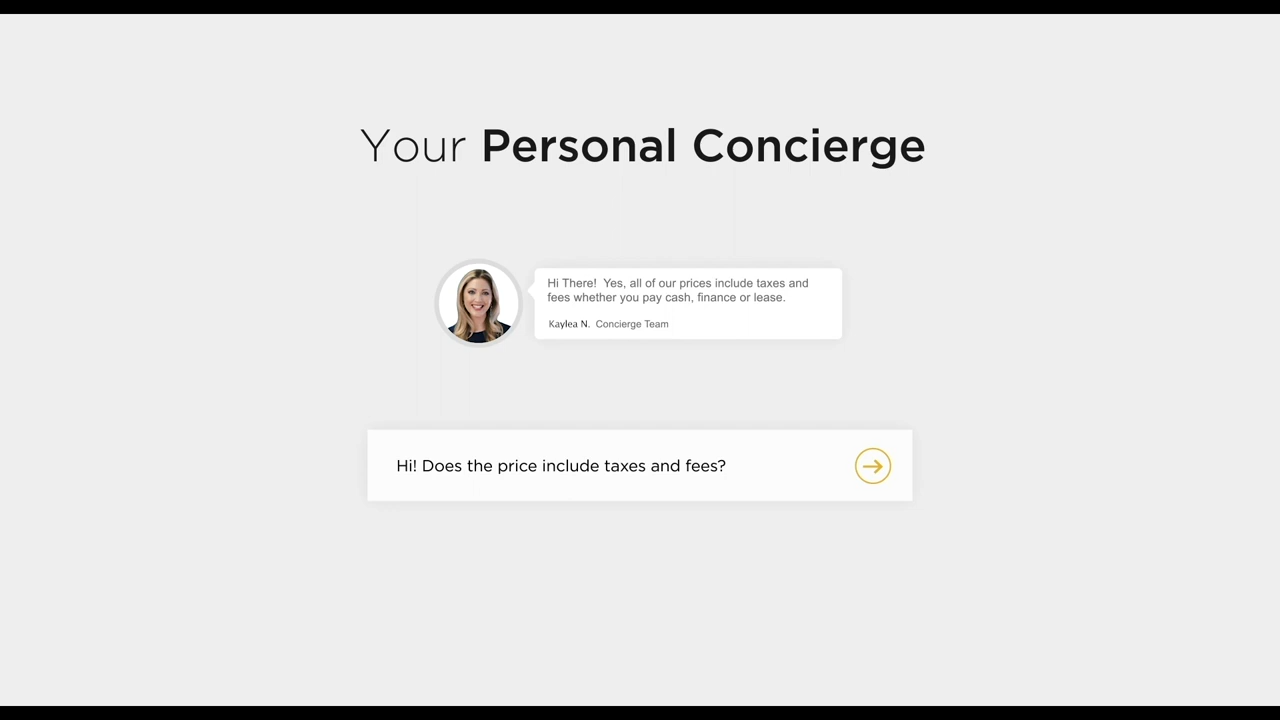 Your Personal Concierge
Hi There!  Yes, all of our prices include taxes and
fees whether you pay cash, finance or lease.
Kaylea N.  Concierge Team
Hi! Does the price include taxes and fees?